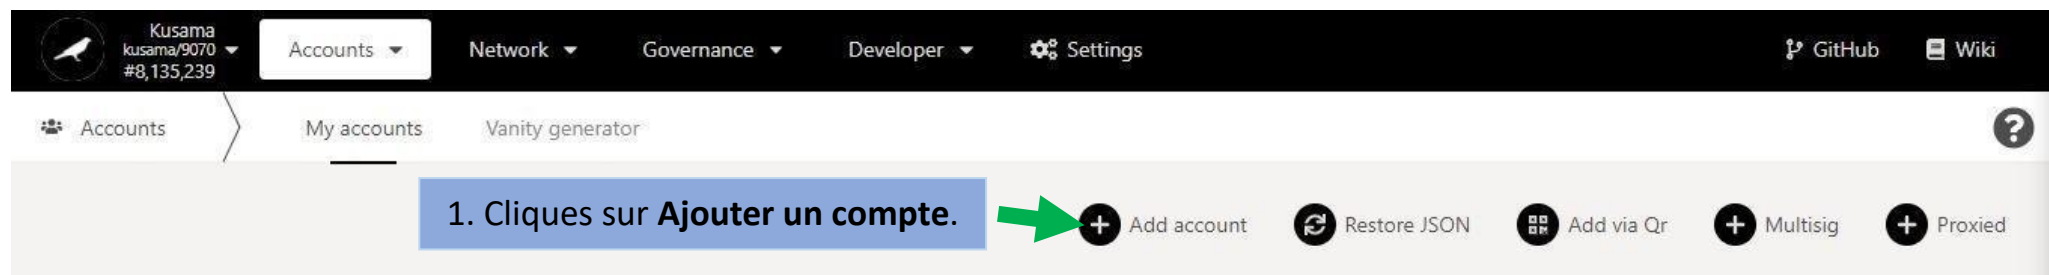 Kusama
kusama/9070
#8,135,239
Accounts
Network
Governance
Developer
Settings
GitHub
Wiki
Accounts
My accounts
Vanity generator
1. Cliques sur Ajouter un compte.
Add account
Restore JSON
Add via Qr
Multisig
Proxied